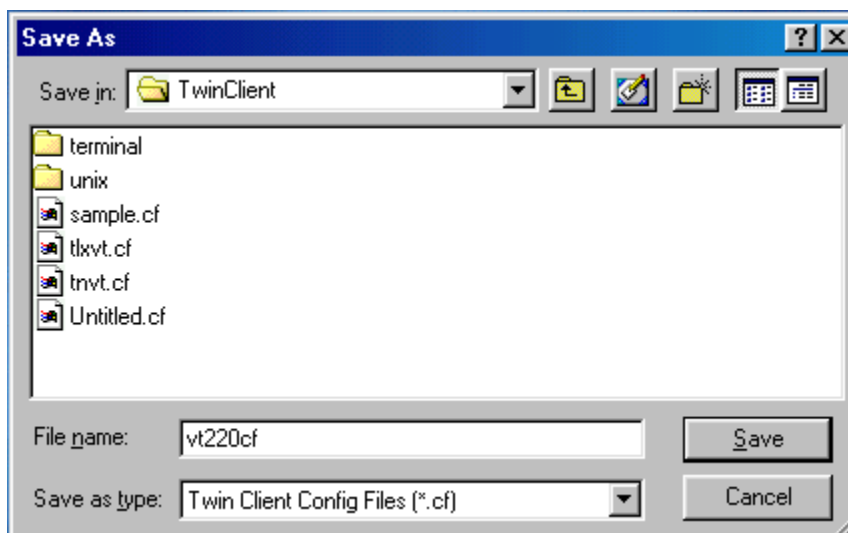 Save As
Save in: TwinClient
terminal
unix
sample.cf
tlxvt.cf
tnvt.cf
Untitled.cf
File name: vt220cf Save
Save as type: Twin Client Config Files (*.cf) Cancel